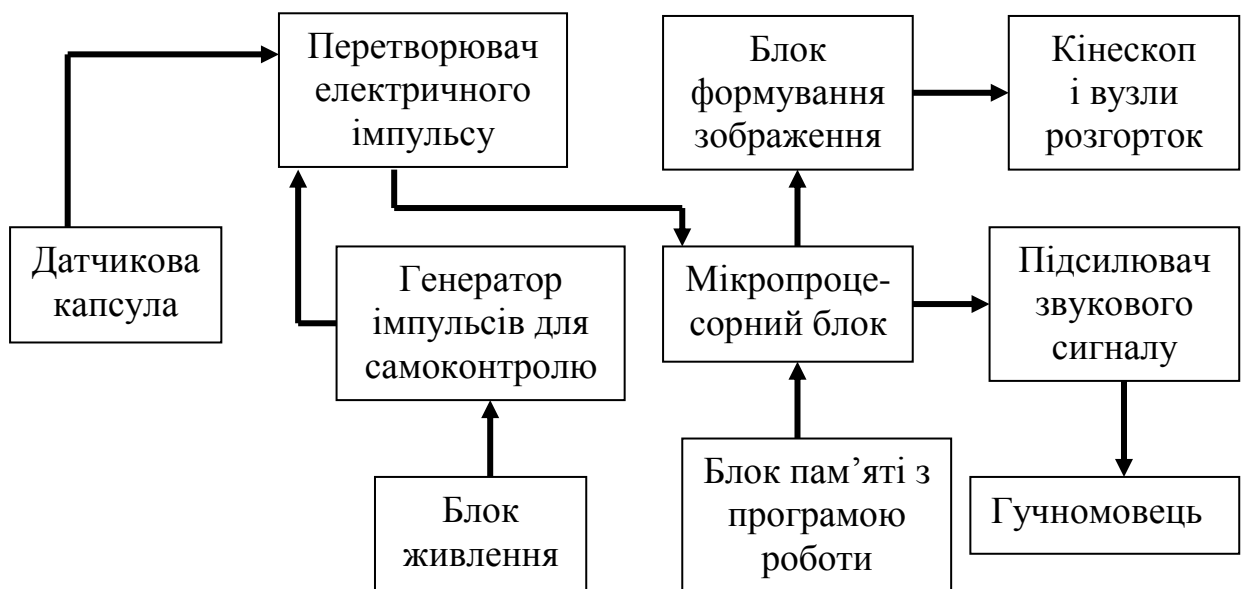 Перетворювач
електричного
імпульсу
Блок
формування
зображення
Кінескоп
і вузли
розгорток
Датчикова
капсула
Генератор
імпульсів для
самоконтролю
Мікропроце-
сорний блок
Підсилювач
звукового
сигналу
Блок
живлення
Блок пам’яті з
програмою
роботи
Гучномовець